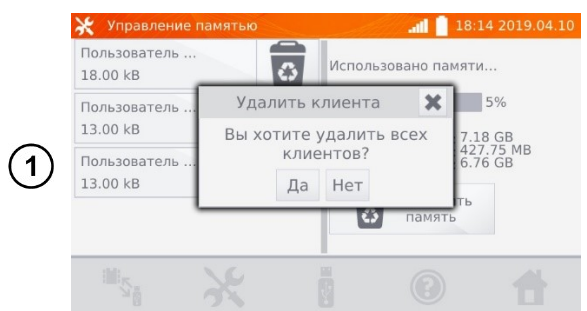 Управление памятью
18:14 2019.04.10
Пользователь ...
18.00 kB
Пользователь ...
13.00 kB
Пользователь ...
13.00 kB
Использовано памяти...
5%
7.18 GB
427.75 MB
6.76 GB
память
Удалить клиента
Вы хотите удалить всех
клиентов?
Да Нет
1